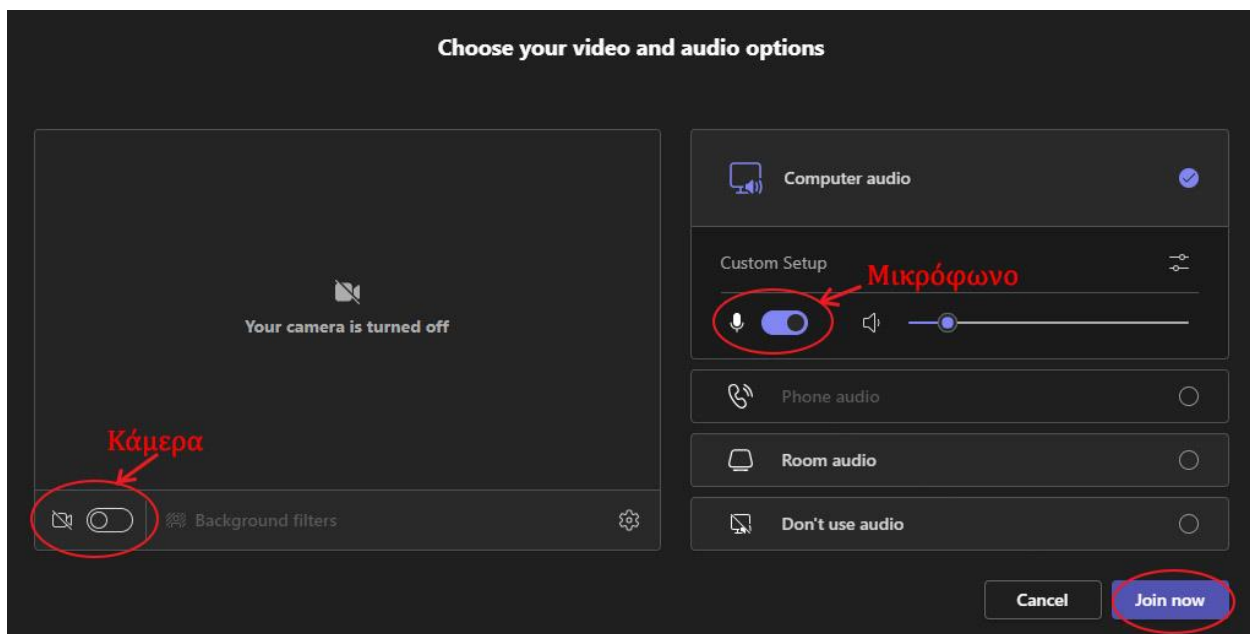 Choose your video and audio options
Your camera is turned off
Κάμερα
Background filters
Computer audio
Custom Setup
Μικρόφωνο
Phone audio
Room audio
Don't use audio
Cancel
Join now